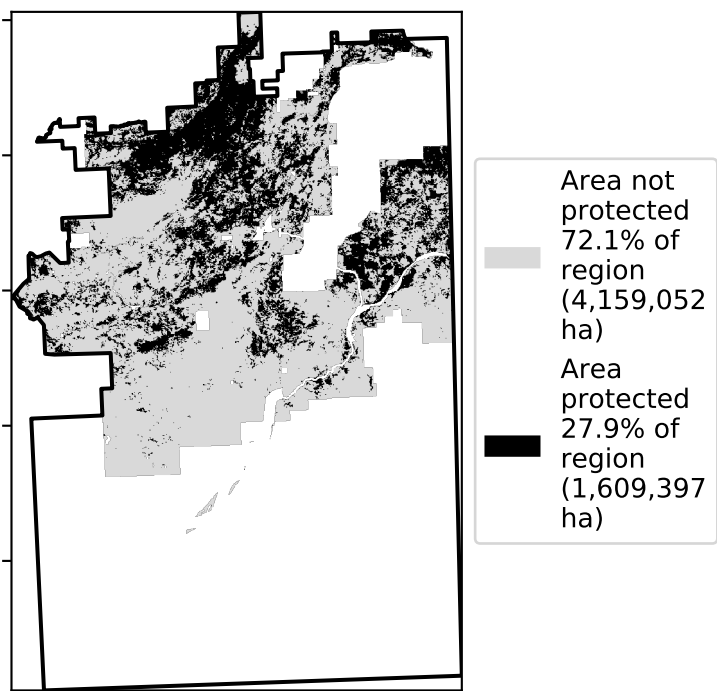 Area not
protected
72.1% of
region
(4,159,052
ha)
Area
protected
27.9% of
region
(1,609,397
ha)